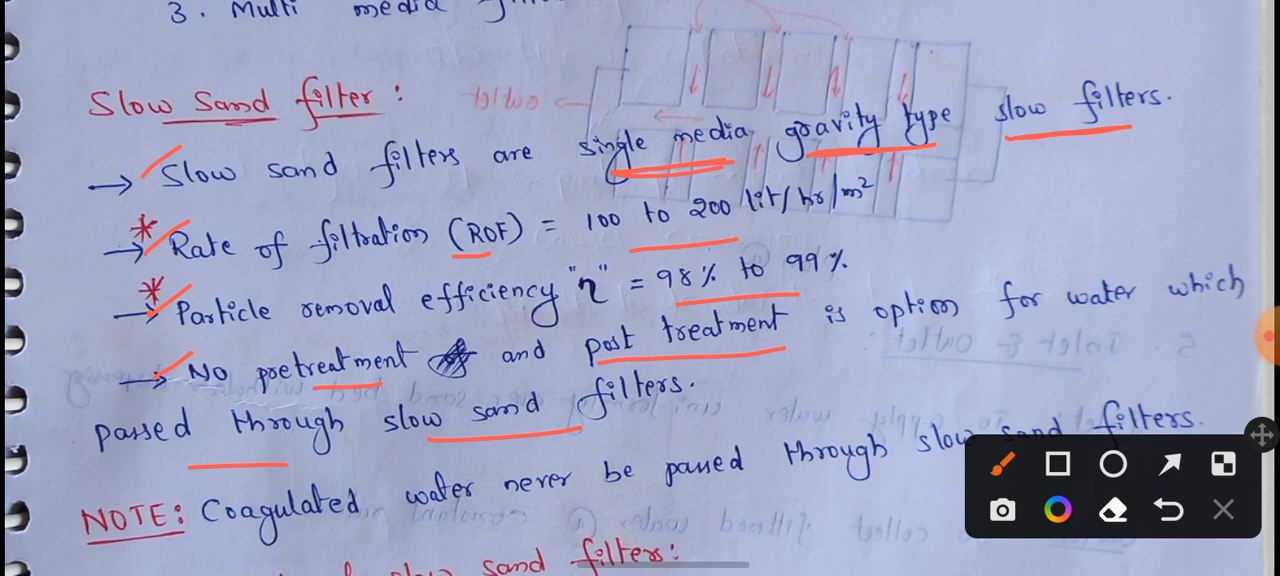 3. Multi media
Slow Sand filter:
→ Slow sand filters are single media gravity type slow filters.
→ Rate of filtration (ROF) = 100 to 200 lit/hr/m²
→ Particle removal efficiency "η" = 98% to 99%
→ No pretreatment and post treatment is option for water which
passed through slow sand filters.
NOTE: Coagulated water never be passed through slow sand filters.
sand filters: